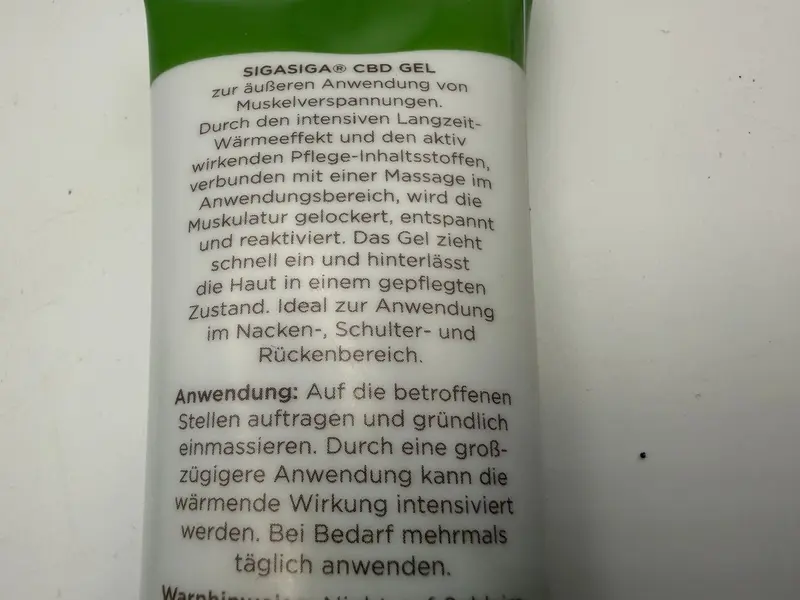 SIGASIGA® CBD GEL
zur äußeren Anwendung von
Muskelverspannungen.
Durch den intensiven Langzeit-
Wärmeeffekt und den aktiv
wirkenden Pflege-Inhaltsstoffen,
verbunden mit einer Massage im
Anwendungsbereich, wird die
Muskulatur gelockert, entspannt
und reaktiviert. Das Gel zieht
schnell ein und hinterlässt
die Haut in einem gepflegten
Zustand. Ideal zur Anwendung
im Nacken-, Schulter- und
Rückenbereich.
Anwendung: Auf die betroffenen
Stellen auftragen und gründlich
einmassieren. Durch eine groß-
zügigere Anwendung kann die
wärmende Wirkung intensiviert
werden. Bei Bedarf mehrmals
täglich anwenden.